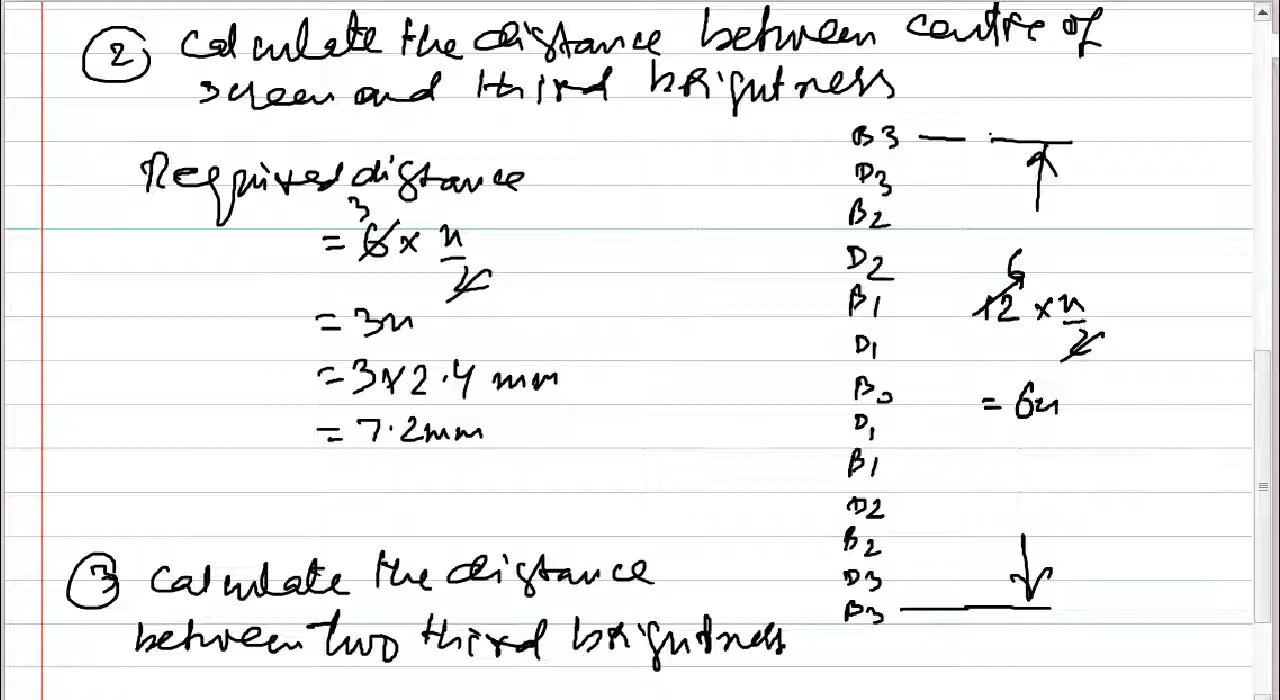 2 Calculate the distance between centre of
screen and third brightness
Required distance
3
= 6 × x
2
= 3x
= 3×2.4 mm
= 7.2mm
3 Calculate the distance
between two third brightness
B3
D3
B2
D2
B1
D1
B0
D1
B1
D2
B2
D3
B3
6
12 × x
2
= 6x